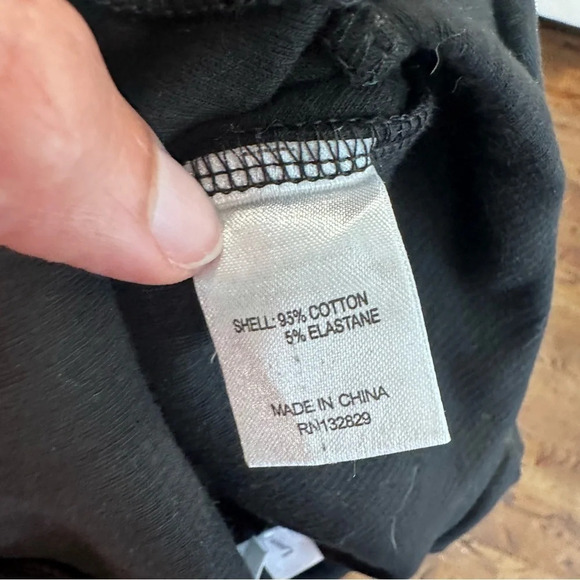 SHELL: 95% COTTON
5% ELASTANE
MADE IN CHINA
RN132829